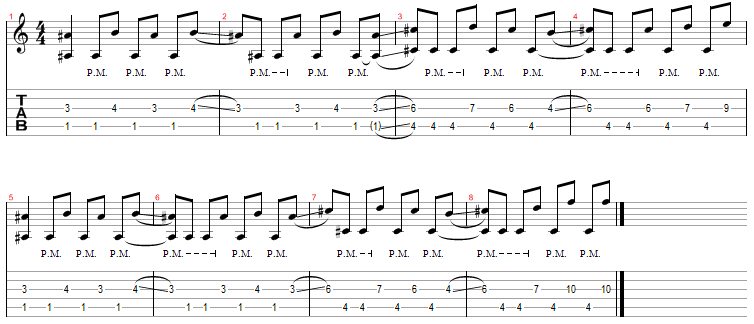 1 2 3 4
4
4
P.M. P.M. P.M. P.M. P.M. P.M. P.M. P.M. P.M. P.M. P.M. P.M.
T
A 3 4 3 4 3 3 4 3 6 7 6 4 6 6 7 9
B 1 1 1 1 1 1 1 1 (1) 4 4 4 4 4 4 4 4 4
5 6 7 8
P.M. P.M. P.M. P.M. P.M. P.M. P.M. P.M. P.M. P.M. P.M. P.M.
3 4 3 4 3 3 4 3 6 7 6 4 6 7 10 10
1 1 1 1 1 1 1 1 4 4 4 4 4 4 4 4